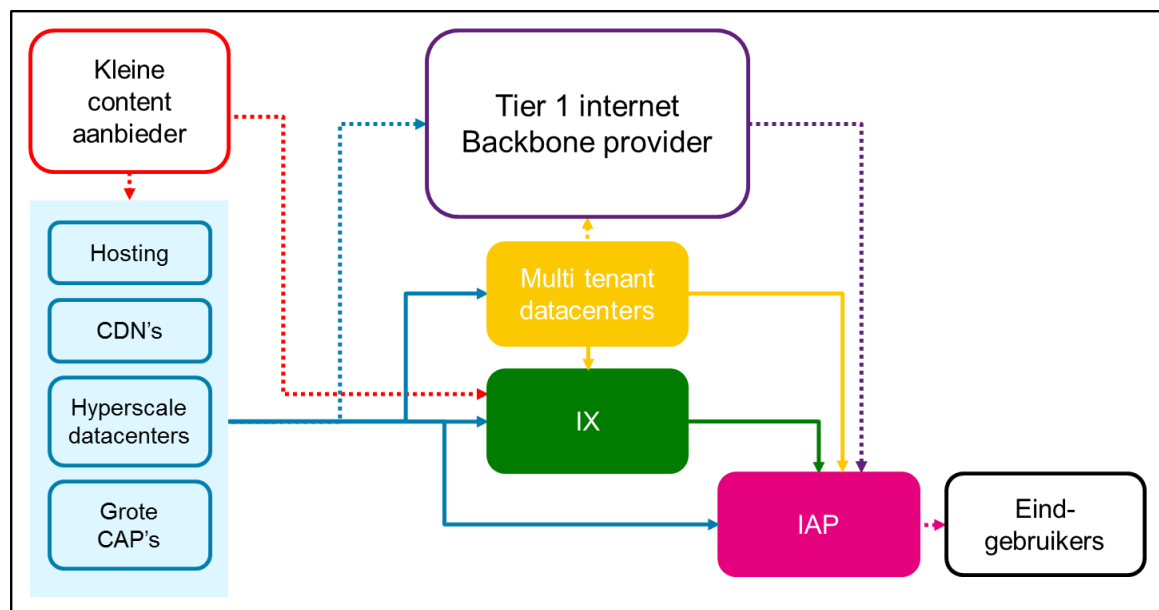 Kleine
content
aanbieder
Tier 1 internet
Backbone provider
Hosting
CDN's
Hyperscale
datacenters
Grote
CAP's
Multi tenant
datacenters
IX
IAP
Eind-
gebruikers